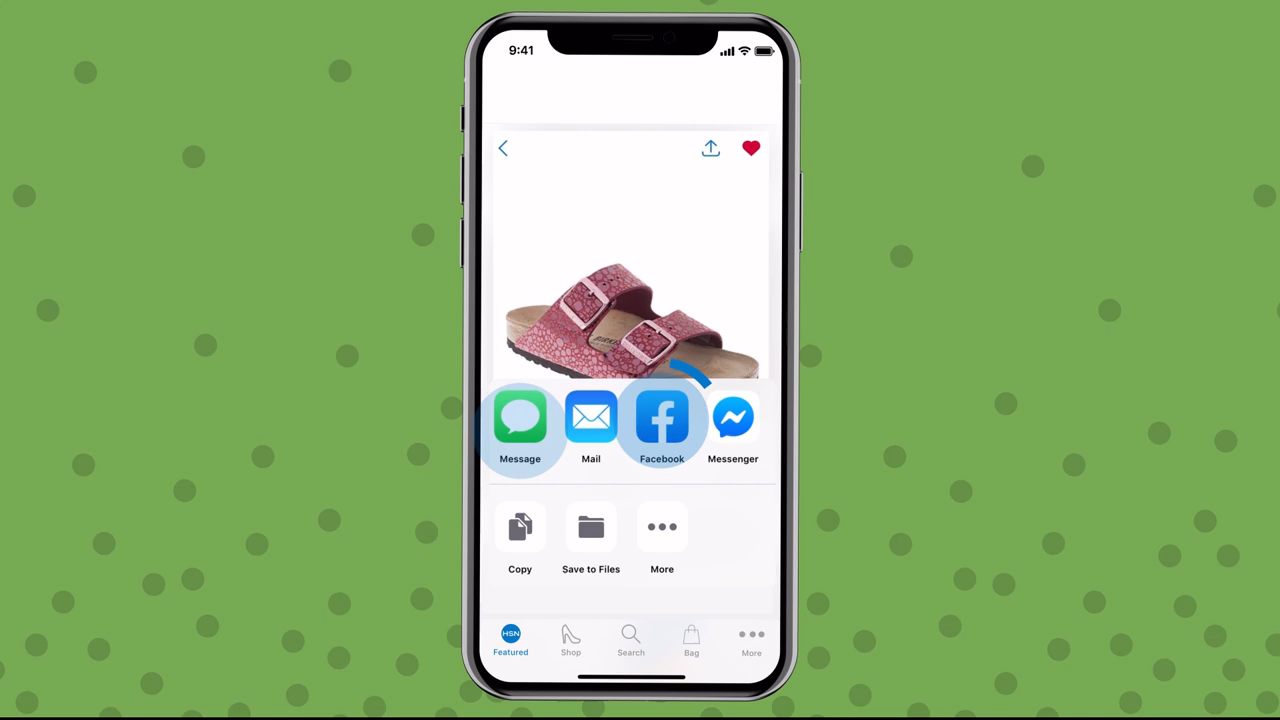 9:41
Message Mail Facebook Messenger
Copy Save to Files More
HSN
Featured Shop Search Bag More